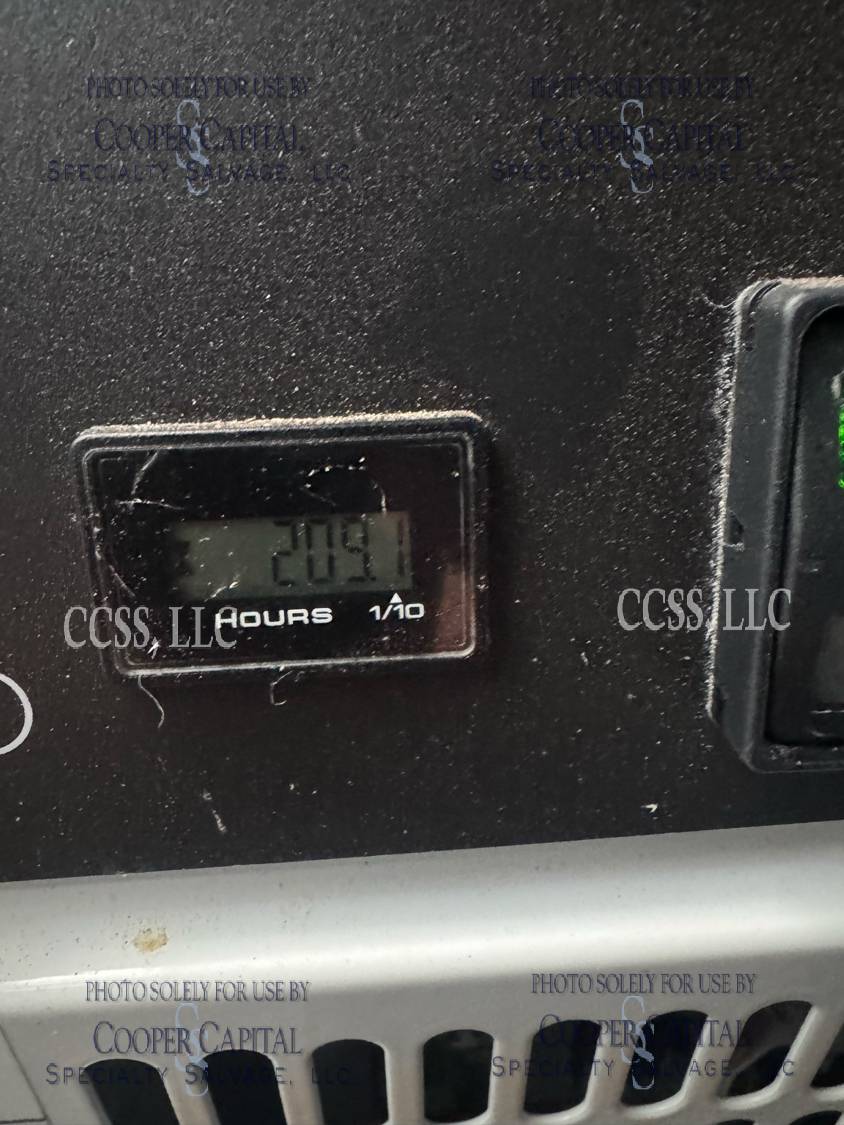 PHOTO SOLELY FOR USE BY
COOPER CAPITAL
SPECIALTY SALVAGE, LLC
PHOTO SOLELY FOR USE BY
COOPER CAPITAL
SPECIALTY SALVAGE, LLC
209.1
HOURS 1/10
CCSS, LLC
CCSS, LLC
PHOTO SOLELY FOR USE BY
COOPER CAPITAL
SPECIALTY SALVAGE, LLC
PHOTO SOLELY FOR USE BY
COOPER CAPITAL
SPECIALTY SALVAGE, LLC